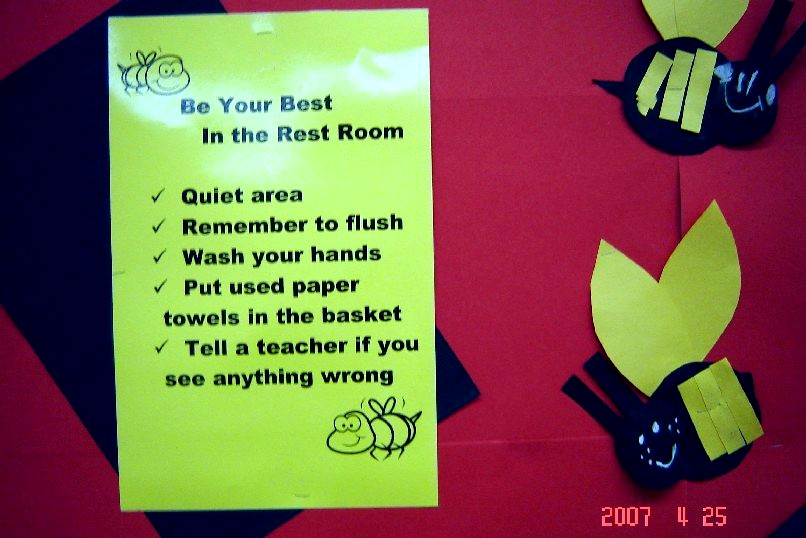 Be Your Best
In the Rest Room
✓ Quiet area
✓ Remember to flush
✓ Wash your hands
✓ Put used paper
towels in the basket
✓ Tell a teacher if you
see anything wrong
2007 4 25